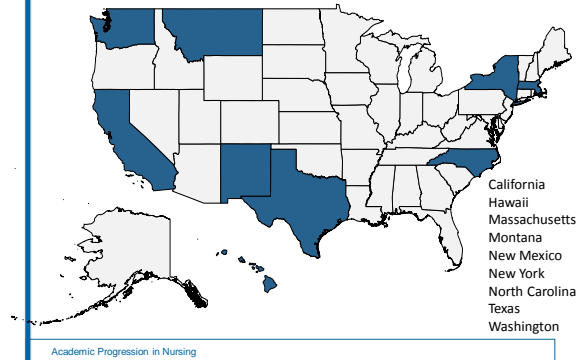 California
Hawaii
Massachusetts
Montana
New Mexico
New York
North Carolina
Texas
Washington
Academic Progression in Nursing